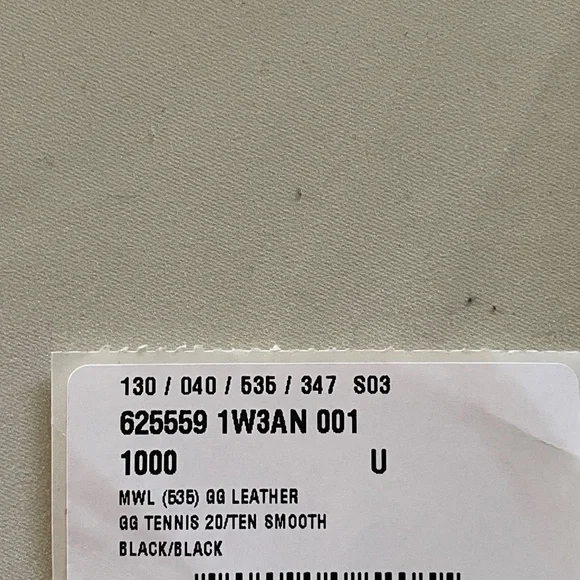 130 / 040 / 535 / 347 S03
625559 1W3AN 001
1000 U
MWL (535) GG LEATHER
GG TENNIS 20/TEN SMOOTH
BLACK/BLACK